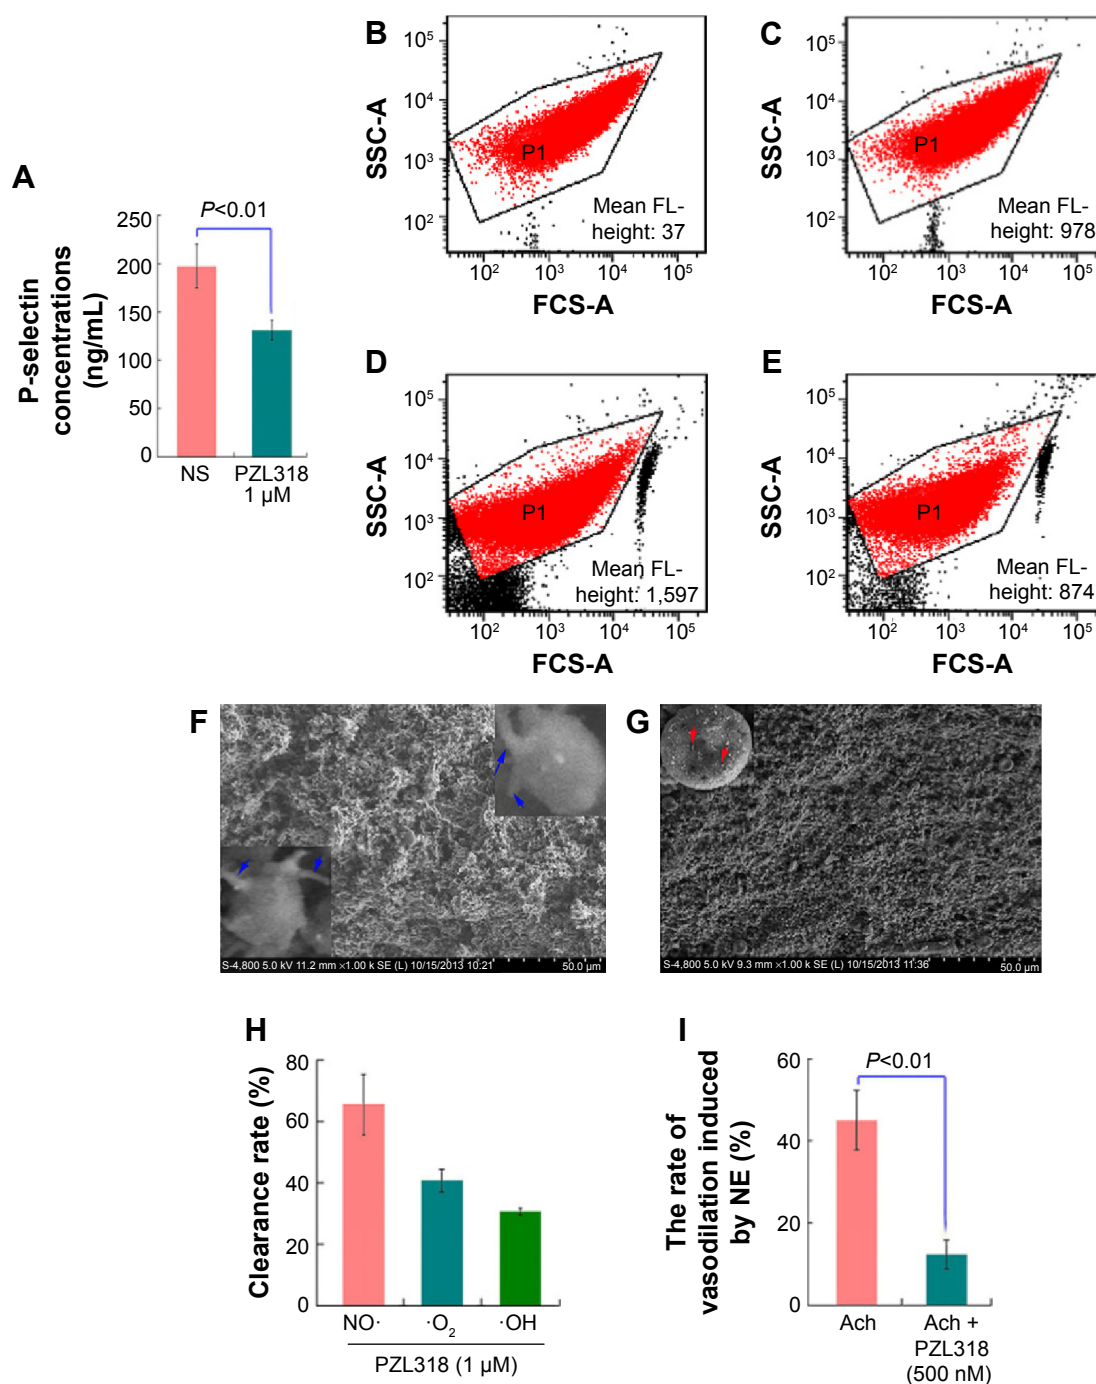 A
P-selectin
concentrations
(ng/mL)
250
200
150
100
50
0
P<0.01
NS
PZL318
1 µM
B
SSC-A
10⁵
10⁴
10³
10²
P1
Mean FL-
height: 37
10² 10³ 10⁴ 10⁵
FCS-A
C
SSC-A
10⁵
10⁴
10³
10²
P1
Mean FL-
height: 978
10² 10³ 10⁴ 10⁵
FCS-A
D
SSC-A
10⁵
10⁴
10³
10²
P1
Mean FL-
height: 1,597
10² 10³ 10⁴ 10⁵
FCS-A
E
SSC-A
10⁵
10⁴
10³
10²
P1
Mean FL-
height: 874
10² 10³ 10⁴ 10⁵
FCS-A
F
S-4,800 5.0 kV 11.2 mm ×1.00 k SE (L) 10/15/2013 10:21 50.0 µm
G
S-4,800 5.0 kV 9.3 mm ×1.00 k SE (L) 10/15/2013 11:36 50.0 µm
H
Clearance rate (%)
80
60
40
20
0
NO· ·O₂ ·OH
PZL318 (1 µM)
I
The rate of
vasodilation induced
by NE (%)
60
40
20
0
P<0.01
Ach
Ach +
PZL318
(500 nM)